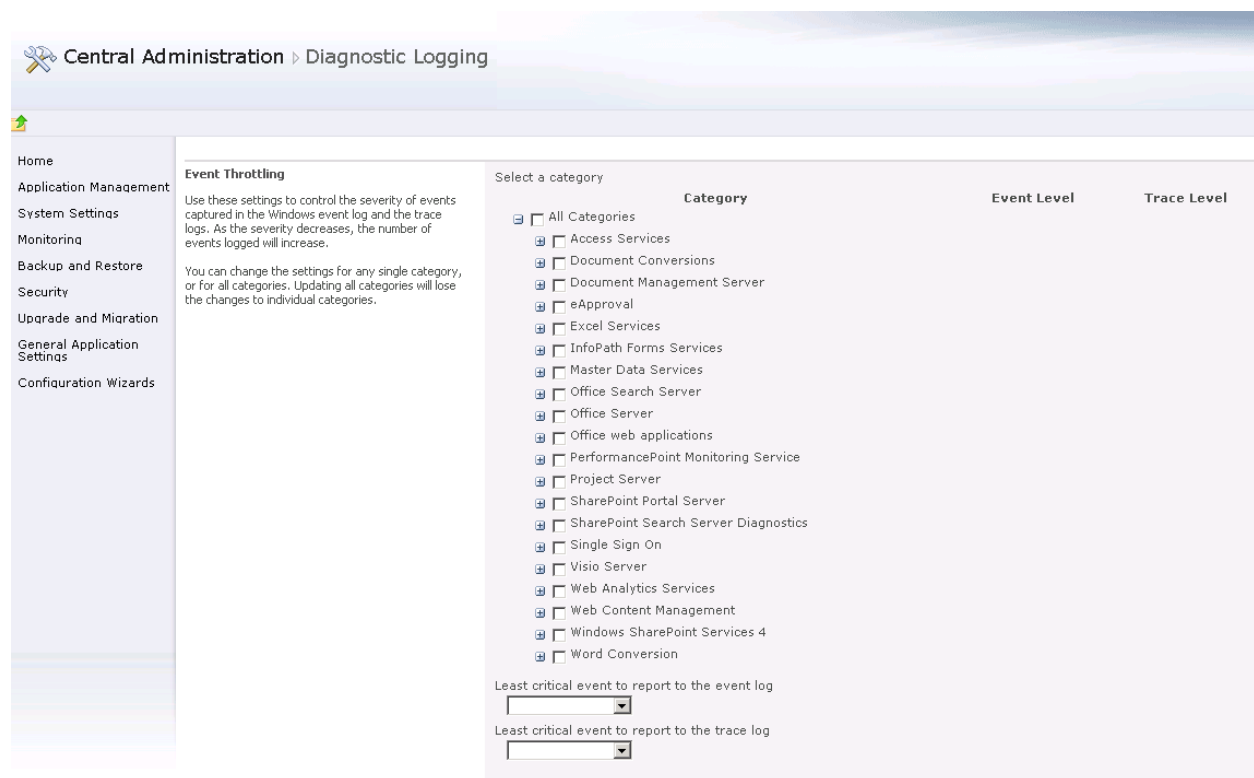 Central Administration ▹ Diagnostic Logging
Home
Application Management
System Settings
Monitoring
Backup and Restore
Security
Upgrade and Migration
General Application
Settings
Configuration Wizards
Event Throttling
Use these settings to control the severity of events
captured in the Windows event log and the trace
logs. As the severity decreases, the number of
events logged will increase.
You can change the settings for any single category,
or for all categories. Updating all categories will lose
the changes to individual categories.
Select a category
Category Event Level Trace Level
All Categories
Access Services
Document Conversions
Document Management Server
eApproval
Excel Services
InfoPath Forms Services
Master Data Services
Office Search Server
Office Server
Office web applications
PerformancePoint Monitoring Service
Project Server
SharePoint Portal Server
SharePoint Search Server Diagnostics
Single Sign On
Visio Server
Web Analytics Services
Web Content Management
Windows SharePoint Services 4
Word Conversion
Least critical event to report to the event log
Least critical event to report to the trace log